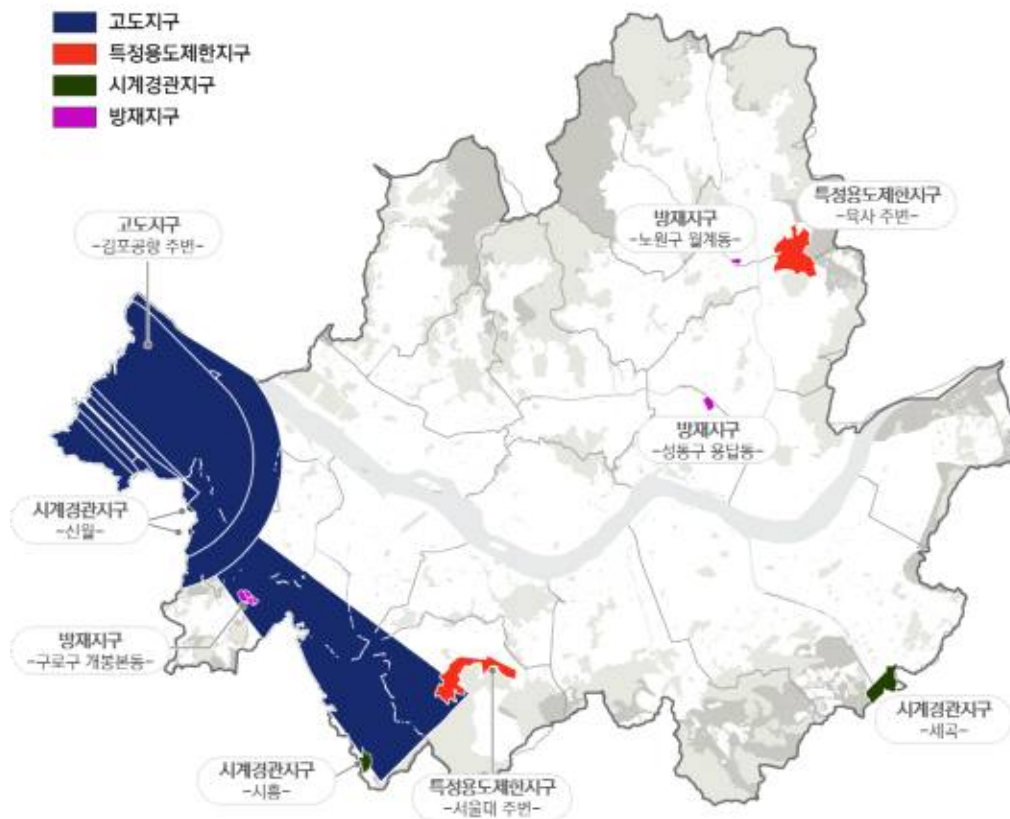 고도지구
특정용도제한지구
시계경관지구
방재지구
고도지구
-김포공항 주변-
방재지구
-노원구 월계동-
특정용도제한지구
-육사 주변-
방재지구
-성동구 용답동-
시계경관지구
-신월-
방재지구
-구로구 개봉본동-
시계경관지구
-세곡-
시계경관지구
-시흥-
특정용도제한지구
-서울대 주변-